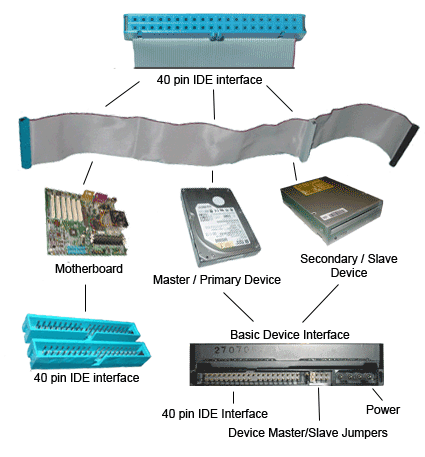 40 pin IDE interface
Motherboard
Master / Primary Device
Secondary / Slave
Device
40 pin IDE interface
Basic Device Interface
27070
40 pin IDE Interface
Power
Device Master/Slave Jumpers